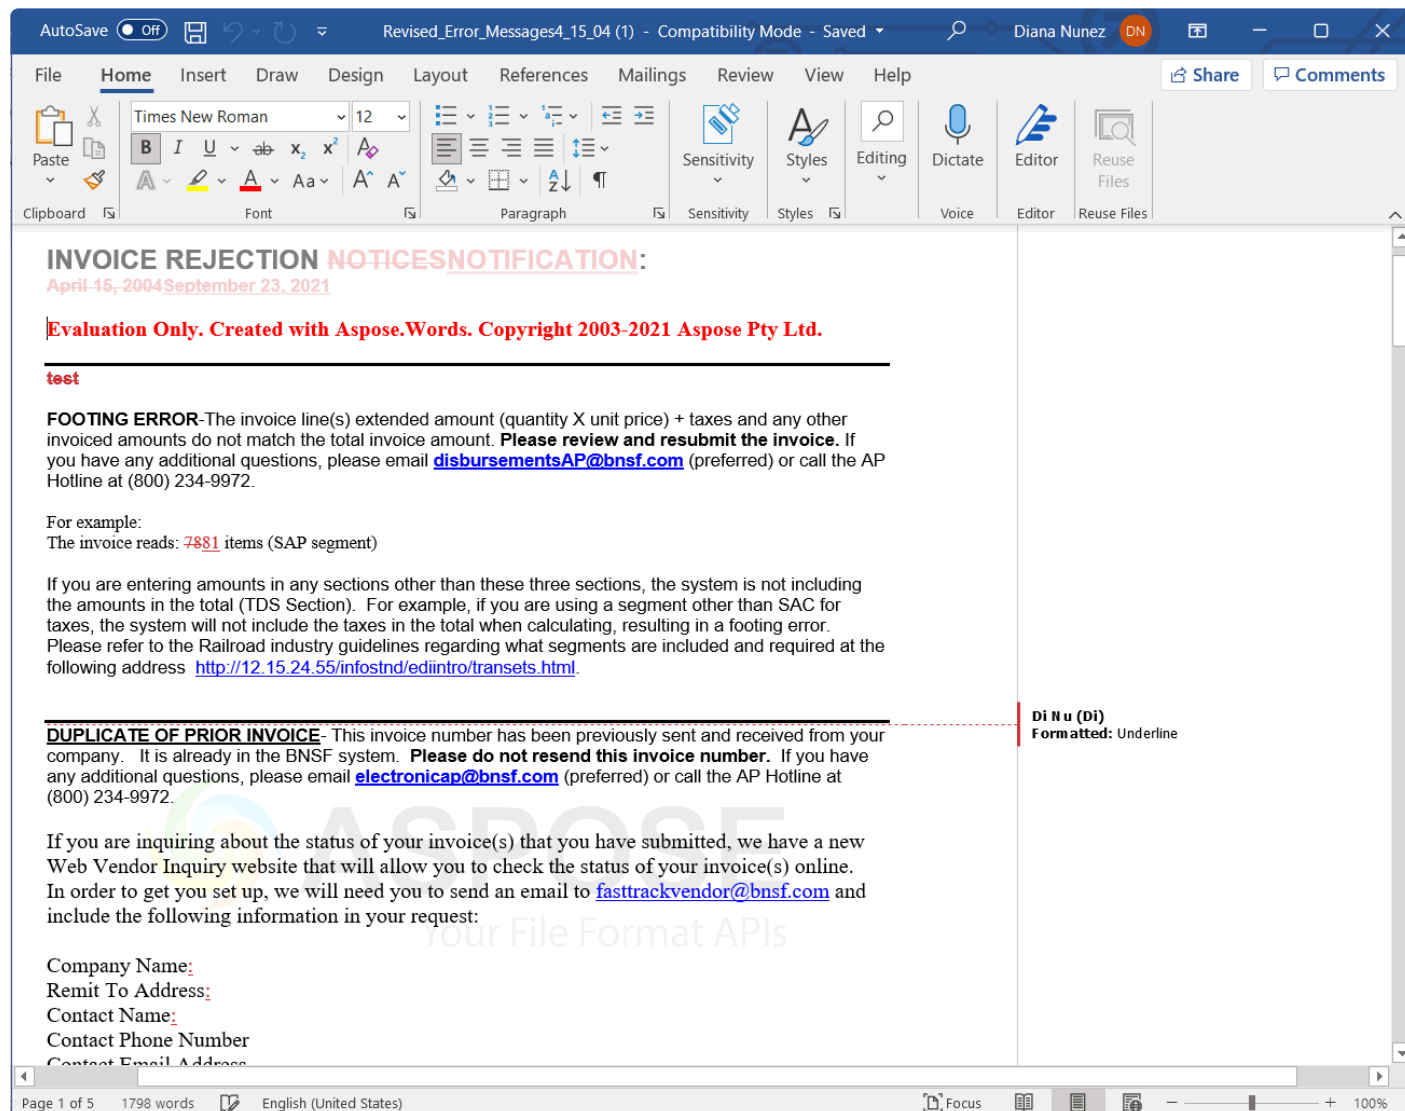 AutoSave Off Revised_Error_Messages4_15_04 (1) - Compatibility Mode - Saved Diana Nunez DN
File Home Insert Draw Design Layout References Mailings Review View Help Share Comments
Times New Roman 12
Paste Sensitivity Styles Editing Dictate Editor Reuse Files
Clipboard Font Paragraph Sensitivity Styles Voice Editor Reuse Files
INVOICE REJECTION NOTICESNOTIFICATION:
April 15, 2004September 23, 2021
Evaluation Only. Created with Aspose.Words. Copyright 2003-2021 Aspose Pty Ltd.
test
FOOTING ERROR-The invoice line(s) extended amount (quantity X unit price) + taxes and any other
invoiced amounts do not match the total invoice amount. Please review and resubmit the invoice. If
you have any additional questions, please email disbursementsAP@bnsf.com (preferred) or call the AP
Hotline at (800) 234-9972.
For example:
The invoice reads: 7881 items (SAP segment)
If you are entering amounts in any sections other than these three sections, the system is not including
the amounts in the total (TDS Section). For example, if you are using a segment other than SAC for
taxes, the system will not include the taxes in the total when calculating, resulting in a footing error.
Please refer to the Railroad industry guidelines regarding what segments are included and required at the
following address http://12.15.24.55/infostnd/ediintro/transets.html.
Di Nu (Di)
Formatted: Underline
DUPLICATE OF PRIOR INVOICE- This invoice number has been previously sent and received from your
company. It is already in the BNSF system. Please do not resend this invoice number. If you have
any additional questions, please email electronicap@bnsf.com (preferred) or call the AP Hotline at
(800) 234-9972.
ASPOSE
Your File Format APIs
If you are inquiring about the status of your invoice(s) that you have submitted, we have a new
Web Vendor Inquiry website that will allow you to check the status of your invoice(s) online.
In order to get you set up, we will need you to send an email to fasttrackvendor@bnsf.com and
include the following information in your request:
Company Name:
Remit To Address:
Contact Name:
Contact Phone Number
Contact Email Address
Page 1 of 5 1798 words English (United States) Focus 100%